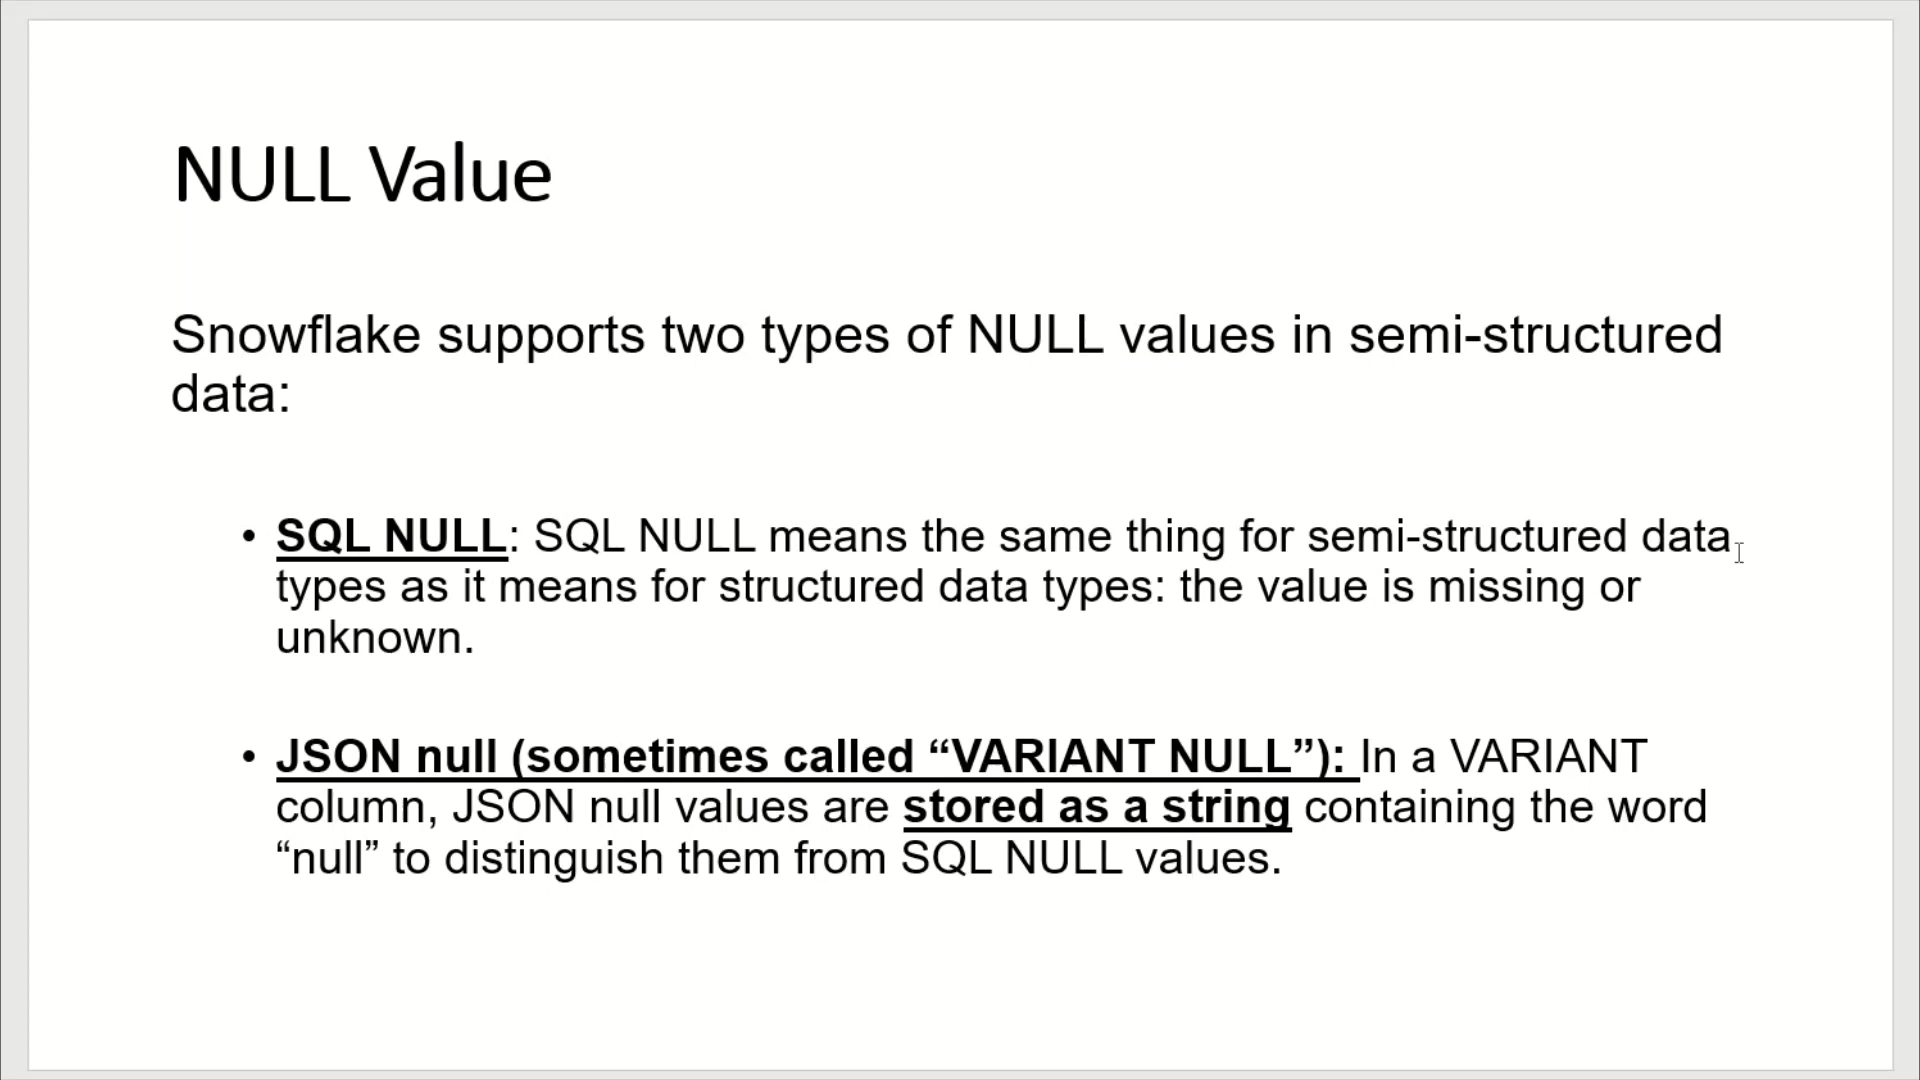 NULL Value
Snowflake supports two types of NULL values in semi-structured
data:
• SQL NULL: SQL NULL means the same thing for semi-structured data
types as it means for structured data types: the value is missing or
unknown.
• JSON null (sometimes called “VARIANT NULL”): In a VARIANT
column, JSON null values are stored as a string containing the word
“null” to distinguish them from SQL NULL values.